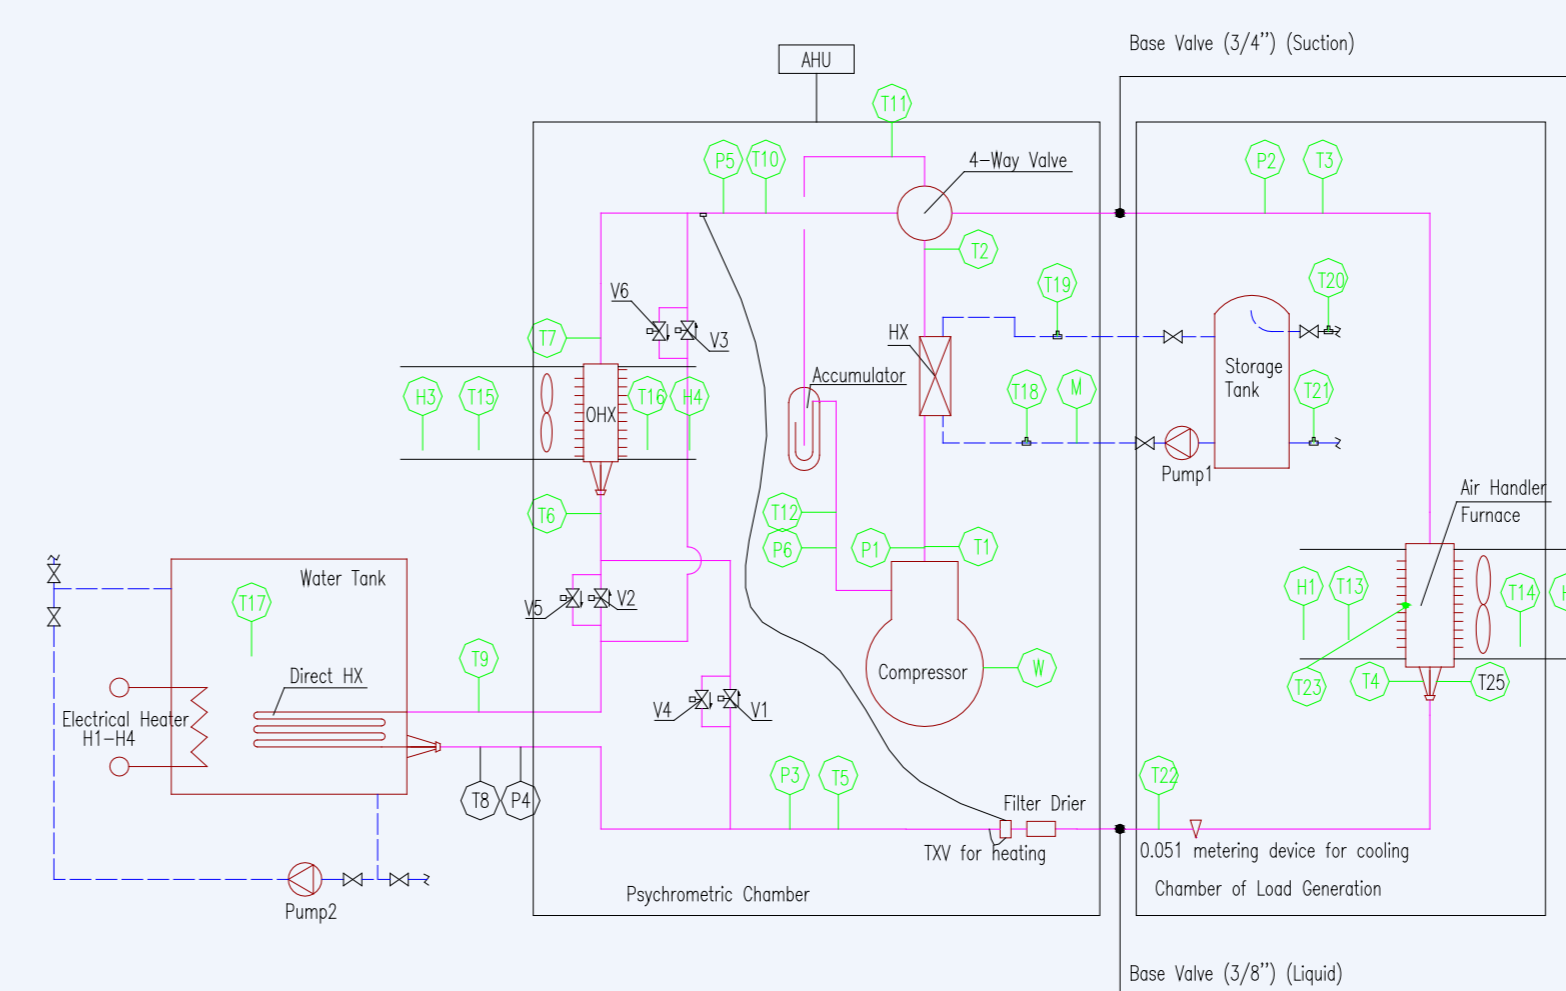 Base Valve (3/4") (Suction)
AHU
T11
4-Way Valve
P5
T10
P2
T3
T2
T19
T20
V6
V3
T7
HX
Storage
Tank
Accumulator
H3
T15
OHX
T16
H4
T18
M
T21
Pump1
Air Handler
Furnace
T6
T12
P6
P1
T1
Water Tank
T17
V5
V2
H1
T13
T14
H
T9
Direct HX
Compressor
W
T23
T4
T25
Electrical Heater
H1-H4
V4
V1
T8
P4
P3
T5
T22
Filter Drier
TXV for heating
0.051 metering device for cooling
Psychrometric Chamber
Chamber of Load Generation
Pump2
Base Valve (3/8") (Liquid)